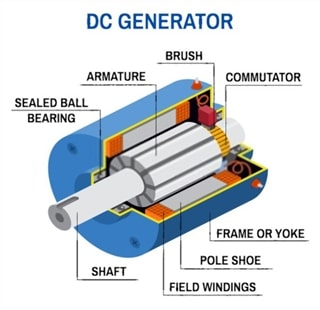 DC GENERATOR
BRUSH
ARMATURE
COMMUTATOR
SEALED BALL
BEARING
FRAME OR YOKE
POLE SHOE
SHAFT
FIELD WINDINGS